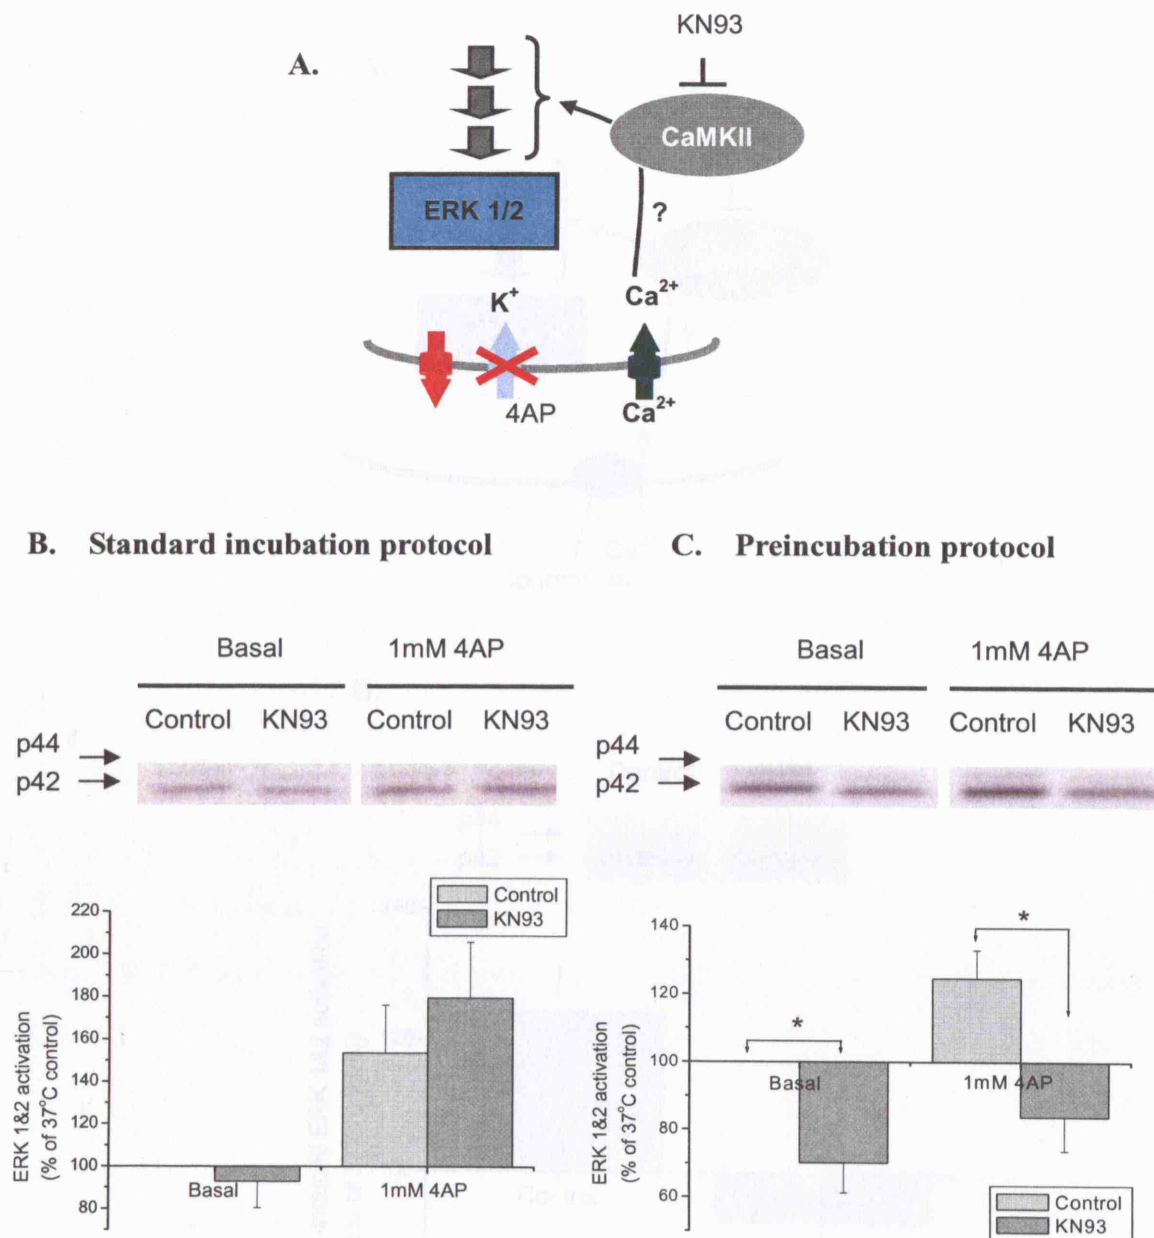 A.
KN93
CaMKII
ERK 1/2
?
K+
Ca2+
4AP
Ca2+
B. Standard incubation protocol
Basal
1mM 4AP
Control
KN93
Control
KN93
p44
p42
Control
KN93
220
200
180
160
140
120
100
80
ERK 1&2 activation
(% of 37°C control)
Basal
1mM 4AP
C. Preincubation protocol
Basal
1mM 4AP
Control
KN93
Control
KN93
p44
p42
140
120
100
80
60
ERK 1&2 activation
(% of 37°C control)
*
*
Basal
1mM 4AP
Control
KN93